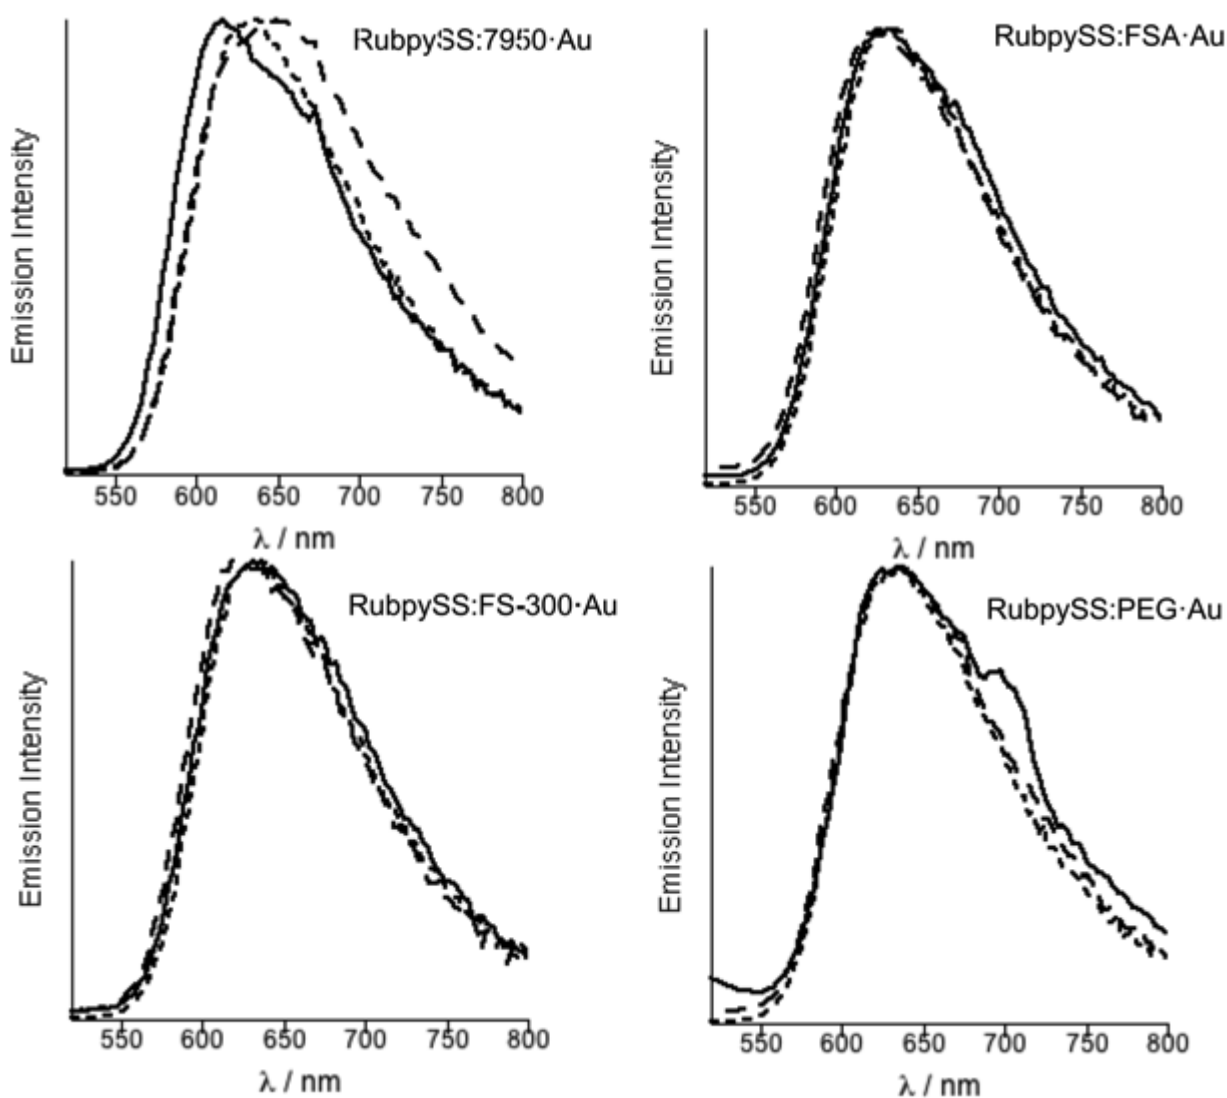 RubpySS:7950·Au
Emission Intensity
550 600 650 700 750 800
λ / nm
RubpySS:FSA·Au
Emission Intensity
550 600 650 700 750 800
λ / nm
RubpySS:FS-300·Au
Emission Intensity
550 600 650 700 750 800
λ / nm
RubpySS:PEG·Au
Emission Intensity
550 600 650 700 750 800
λ / nm